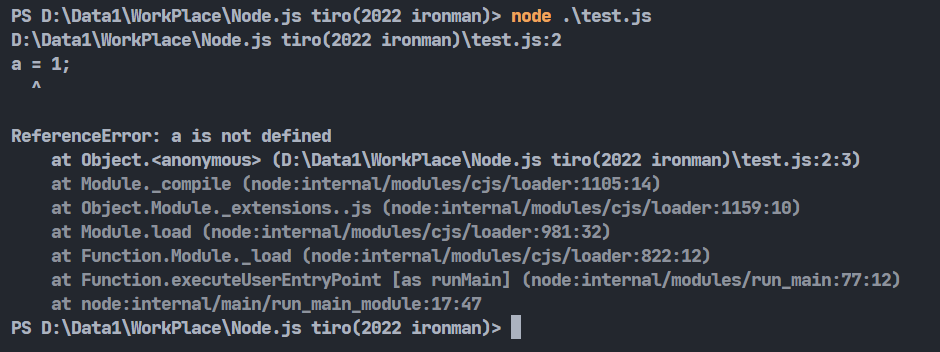 PS D:\Data1\WorkPlace\Node.js tiro(2022 ironman)> node .\test.js
D:\Data1\WorkPlace\Node.js tiro(2022 ironman)\test.js:2
a = 1;
  ^

ReferenceError: a is not defined
    at Object.<anonymous> (D:\Data1\WorkPlace\Node.js tiro(2022 ironman)\test.js:2:3)
    at Module._compile (node:internal/modules/cjs/loader:1105:14)
    at Object.Module._extensions..js (node:internal/modules/cjs/loader:1159:10)
    at Module.load (node:internal/modules/cjs/loader:981:32)
    at Function.Module._load (node:internal/modules/cjs/loader:822:12)
    at Function.executeUserEntryPoint [as runMain] (node:internal/modules/run_main:77:12)
    at node:internal/main/run_main_module:17:47
PS D:\Data1\WorkPlace\Node.js tiro(2022 ironman)>